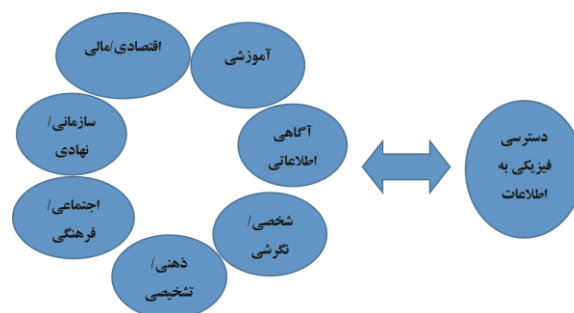 اقتصادی/مالی
آموزشی
آگاهی
اطلاعاتی
شخصی/
نگرشی
ذهنی/
تشخیصی
اجتماعی/
فرهنگی
سازمانی/
نهادی
دسترسی
فیزیکی به
اطلاعات